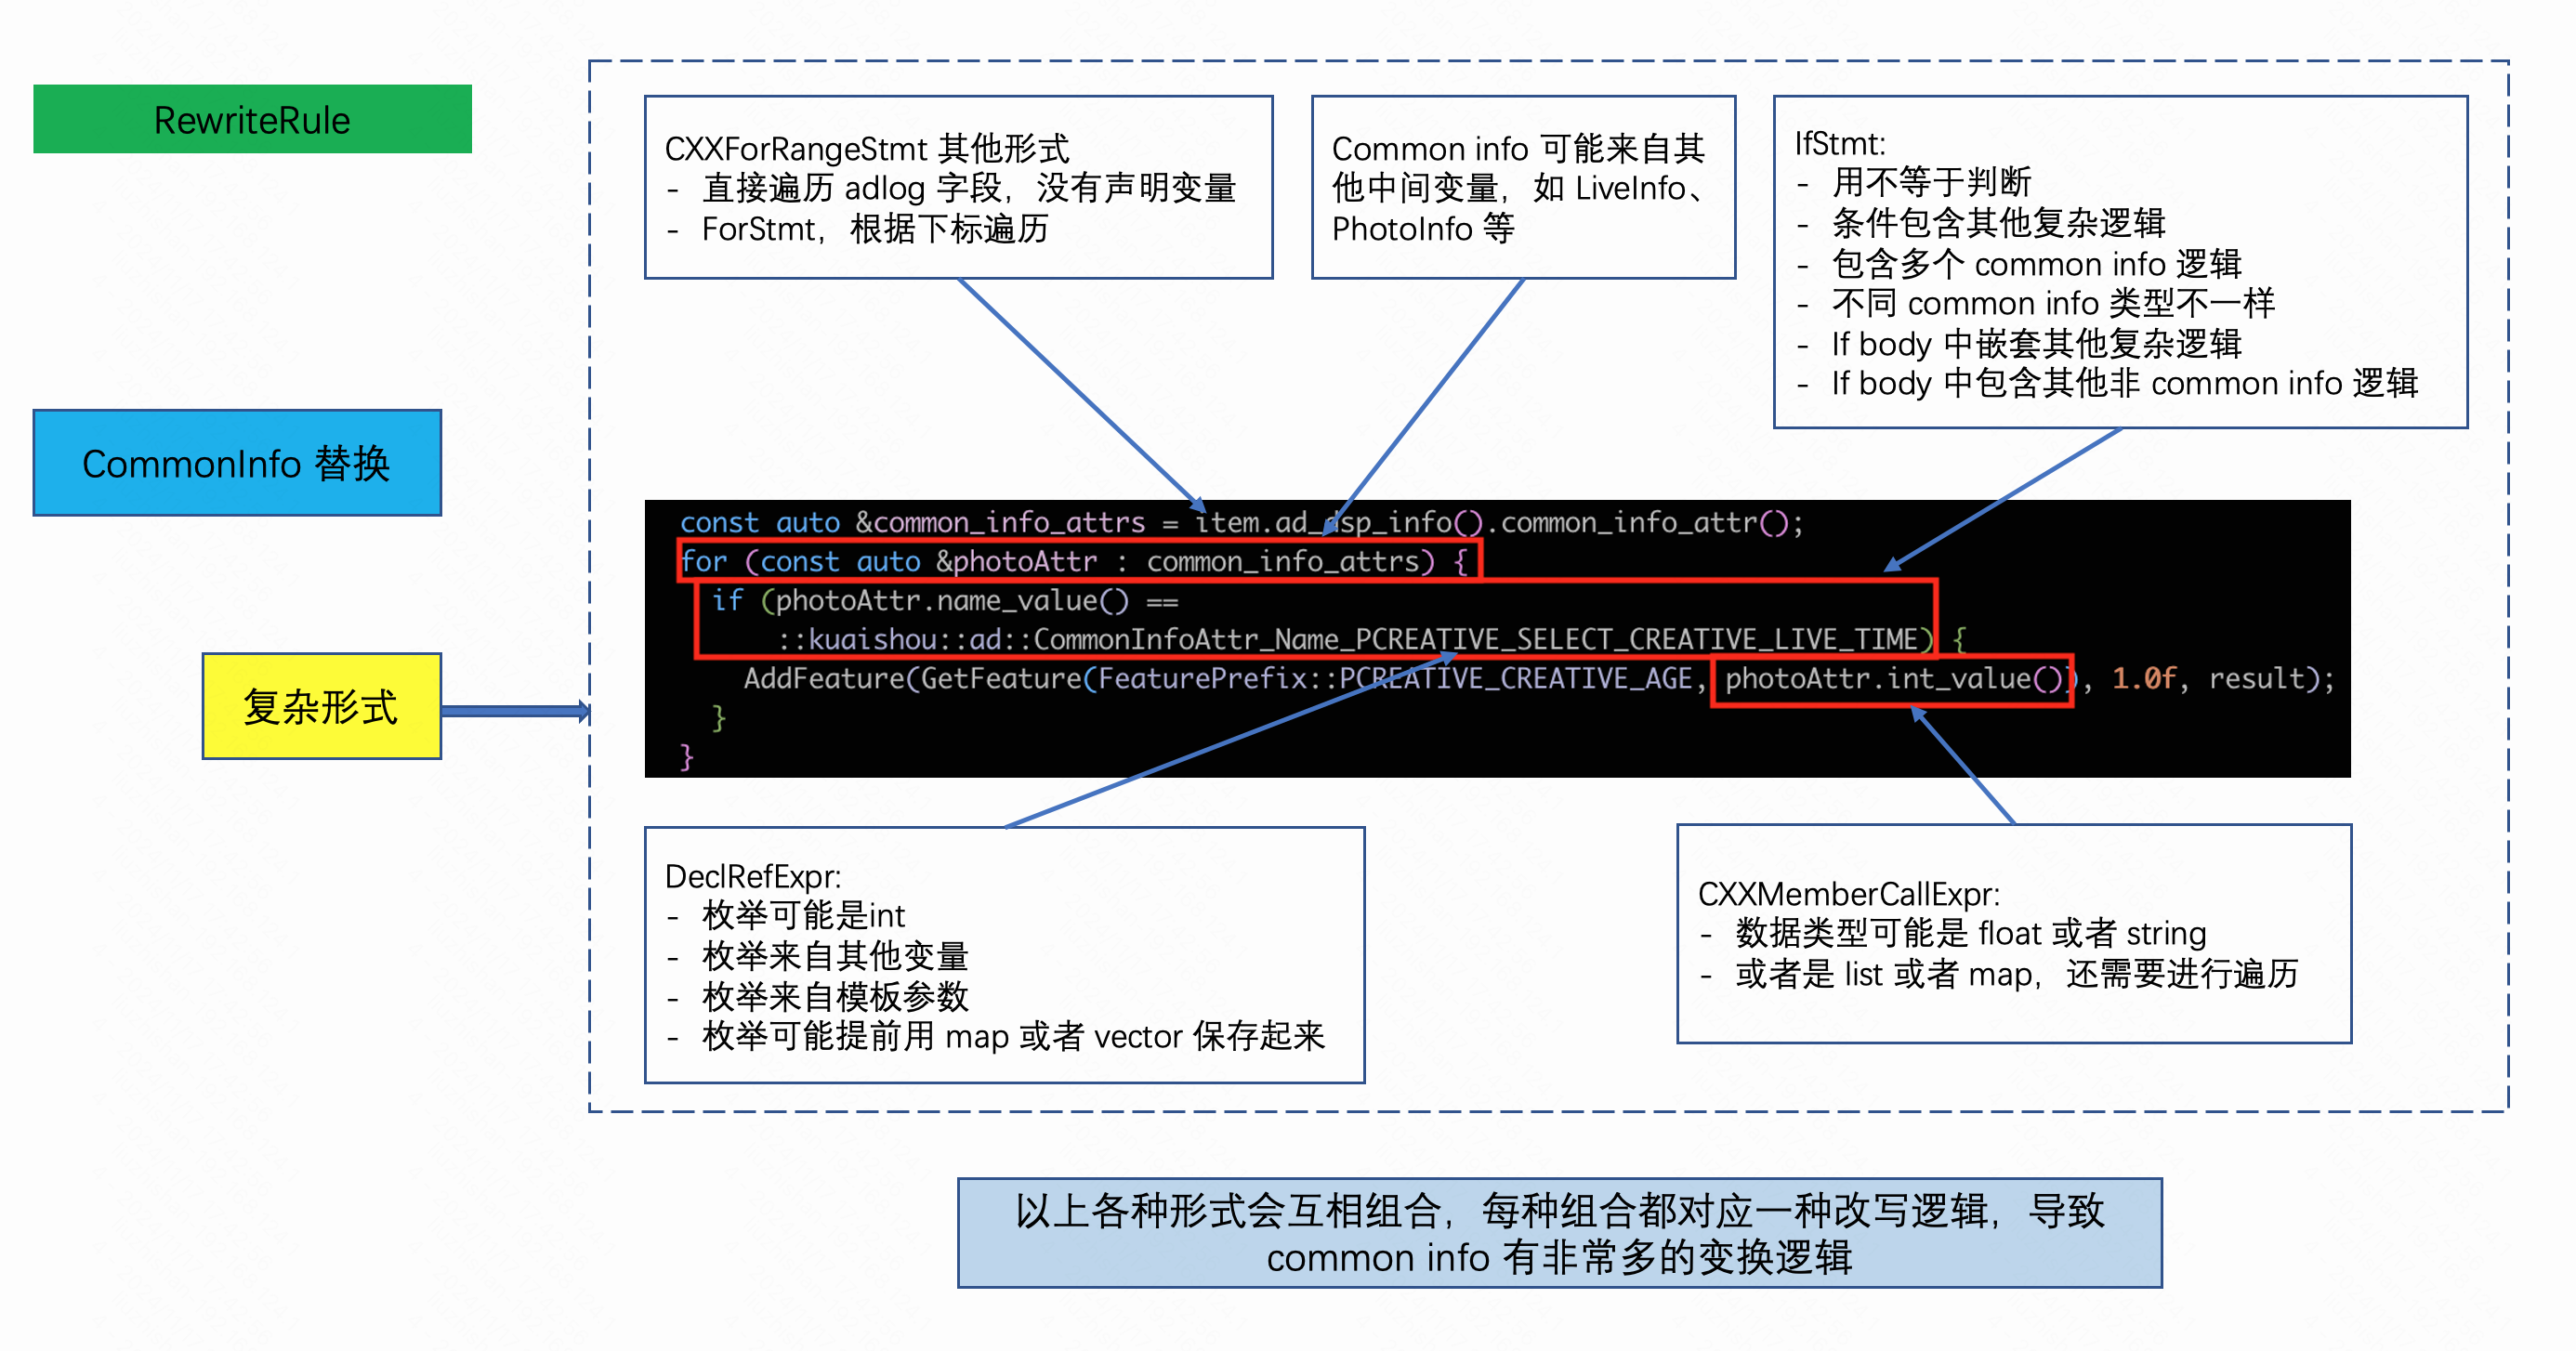 RewriteRule
CommonInfo 替换
复杂形式
CXXForRangeStmt 其他形式
- 直接遍历 adlog 字段，没有声明变量
- ForStmt，根据下标遍历
Common info 可能来自其
他中间变量，如 LiveInfo、
PhotoInfo 等
IfStmt:
- 用不等于判断
- 条件包含其他复杂逻辑
- 包含多个 common info 逻辑
- 不同 common info 类型不一样
- If body 中嵌套其他复杂逻辑
- If body 中包含其他非 common info 逻辑
const auto &common_info_attrs = item.ad_dsp_info().common_info_attr();
for (const auto &photoAttr : common_info_attrs) {
if (photoAttr.name_value() ==
::kuaishou::ad::CommonInfoAttr_Name_PCREATIVE_SELECT_CREATIVE_LIVE_TIME) {
AddFeature(GetFeature(FeaturePrefix::PCREATIVE_CREATIVE_AGE, photoAttr.int_value()), 1.0f, result);
}
}
DeclRefExpr:
- 枚举可能是int
- 枚举来自其他变量
- 枚举来自模板参数
- 枚举可能提前用 map 或者 vector 保存起来
CXXMemberCallExpr:
- 数据类型可能是 float 或者 string
- 或者是 list 或者 map，还需要进行遍历
以上各种形式会互相组合，每种组合都对应一种改写逻辑，导致
common info 有非常多的变换逻辑